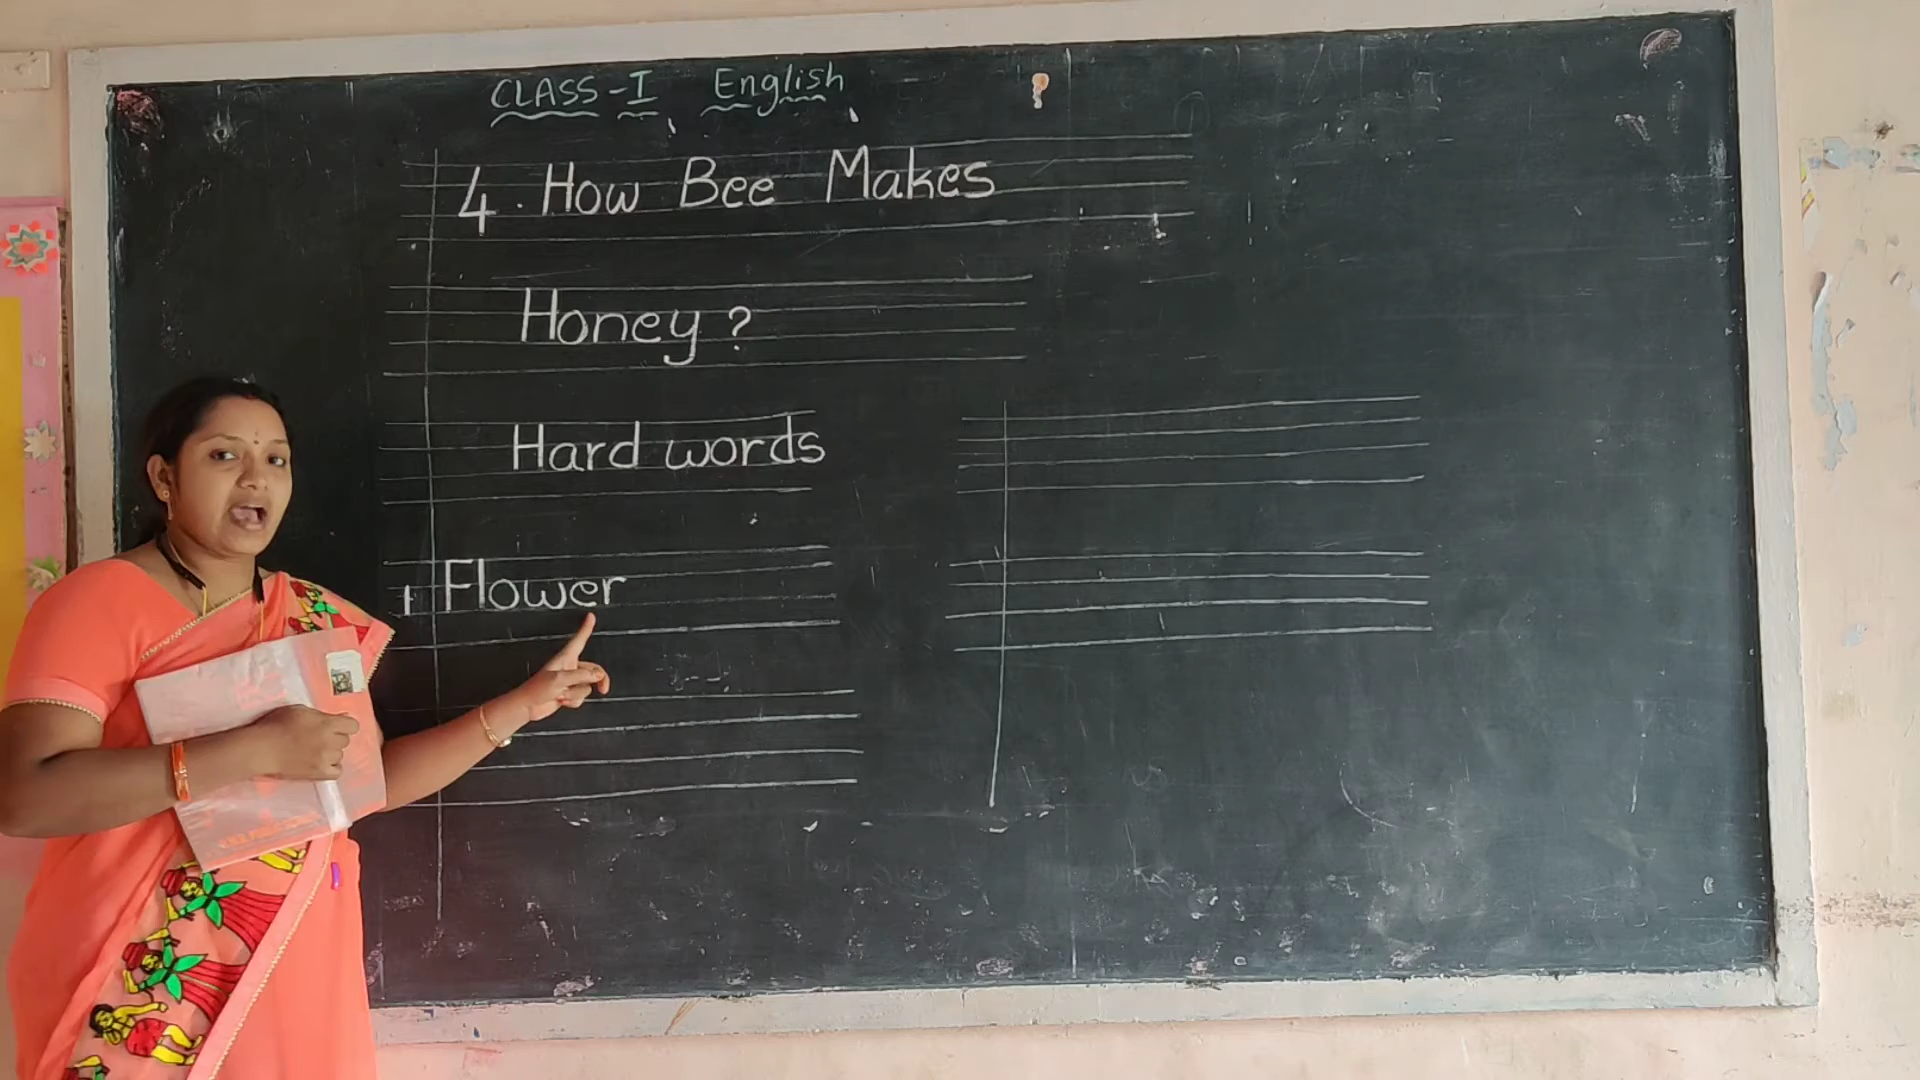 CLASS-I English
4. How Bee Makes
Honey?
Hard words
1 Flower